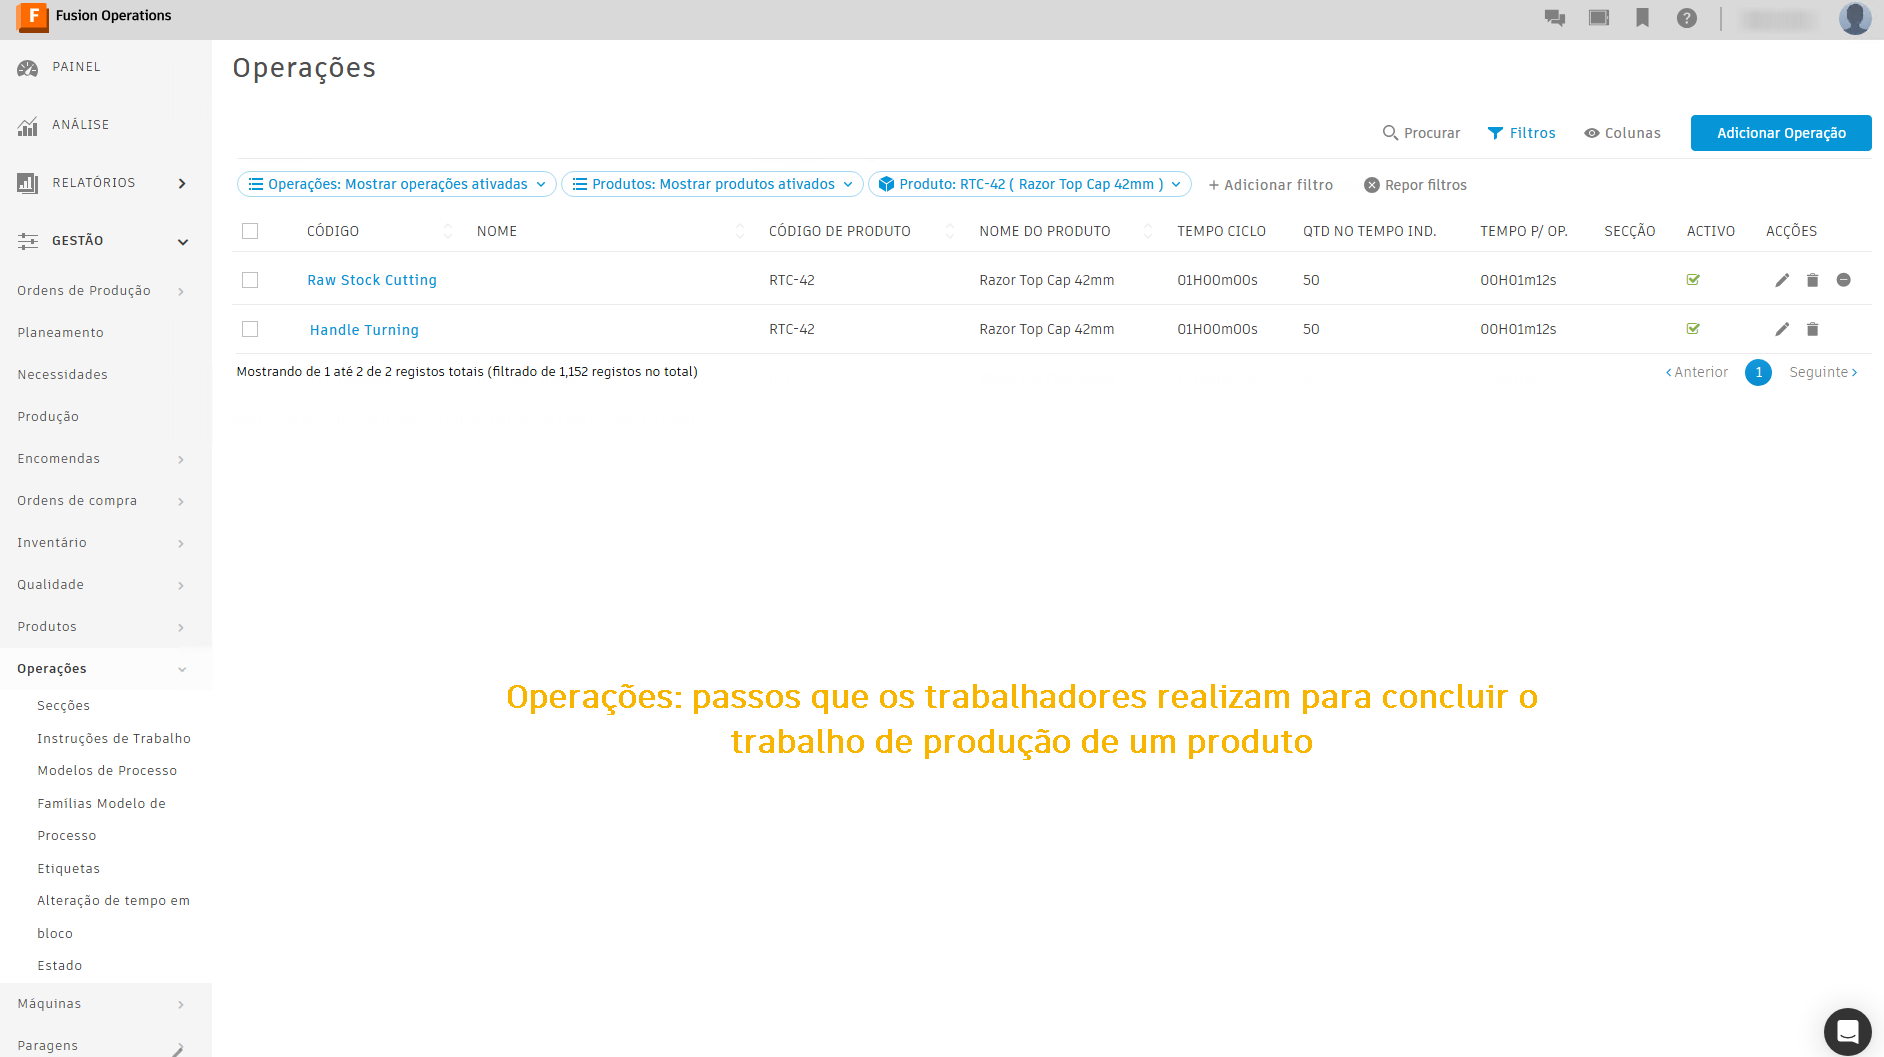 F Fusion Operations
PAINEL
ANÁLISE
RELATÓRIOS
GESTÃO
Ordens de Produção
Planeamento
Necessidades
Produção
Encomendas
Ordens de compra
Inventário
Qualidade
Produtos
Operações
Secções
Instruções de Trabalho
Modelos de Processo
Famílias Modelo de
Processo
Etiquetas
Alteração de tempo em
bloco
Estado
Máquinas
Paragens
Operações
Procurar Filtros Colunas Adicionar Operação
Operações: Mostrar operações ativadas Produtos: Mostrar produtos ativados Produto: RTC-42 ( Razor Top Cap 42mm ) + Adicionar filtro Repor filtros
CÓDIGO NOME CÓDIGO DE PRODUTO NOME DO PRODUTO TEMPO CICLO QTD NO TEMPO IND. TEMPO P/ OP. SECÇÃO ACTIVO ACÇÕES
Raw Stock Cutting RTC-42 Razor Top Cap 42mm 01H00m00s 50 00H01m12s
Handle Turning RTC-42 Razor Top Cap 42mm 01H00m00s 50 00H01m12s
Mostrando de 1 até 2 de 2 registos totais (filtrado de 1,152 registos no total) Anterior 1 Seguinte
Operações: passos que os trabalhadores realizam para concluir o
trabalho de produção de um produto